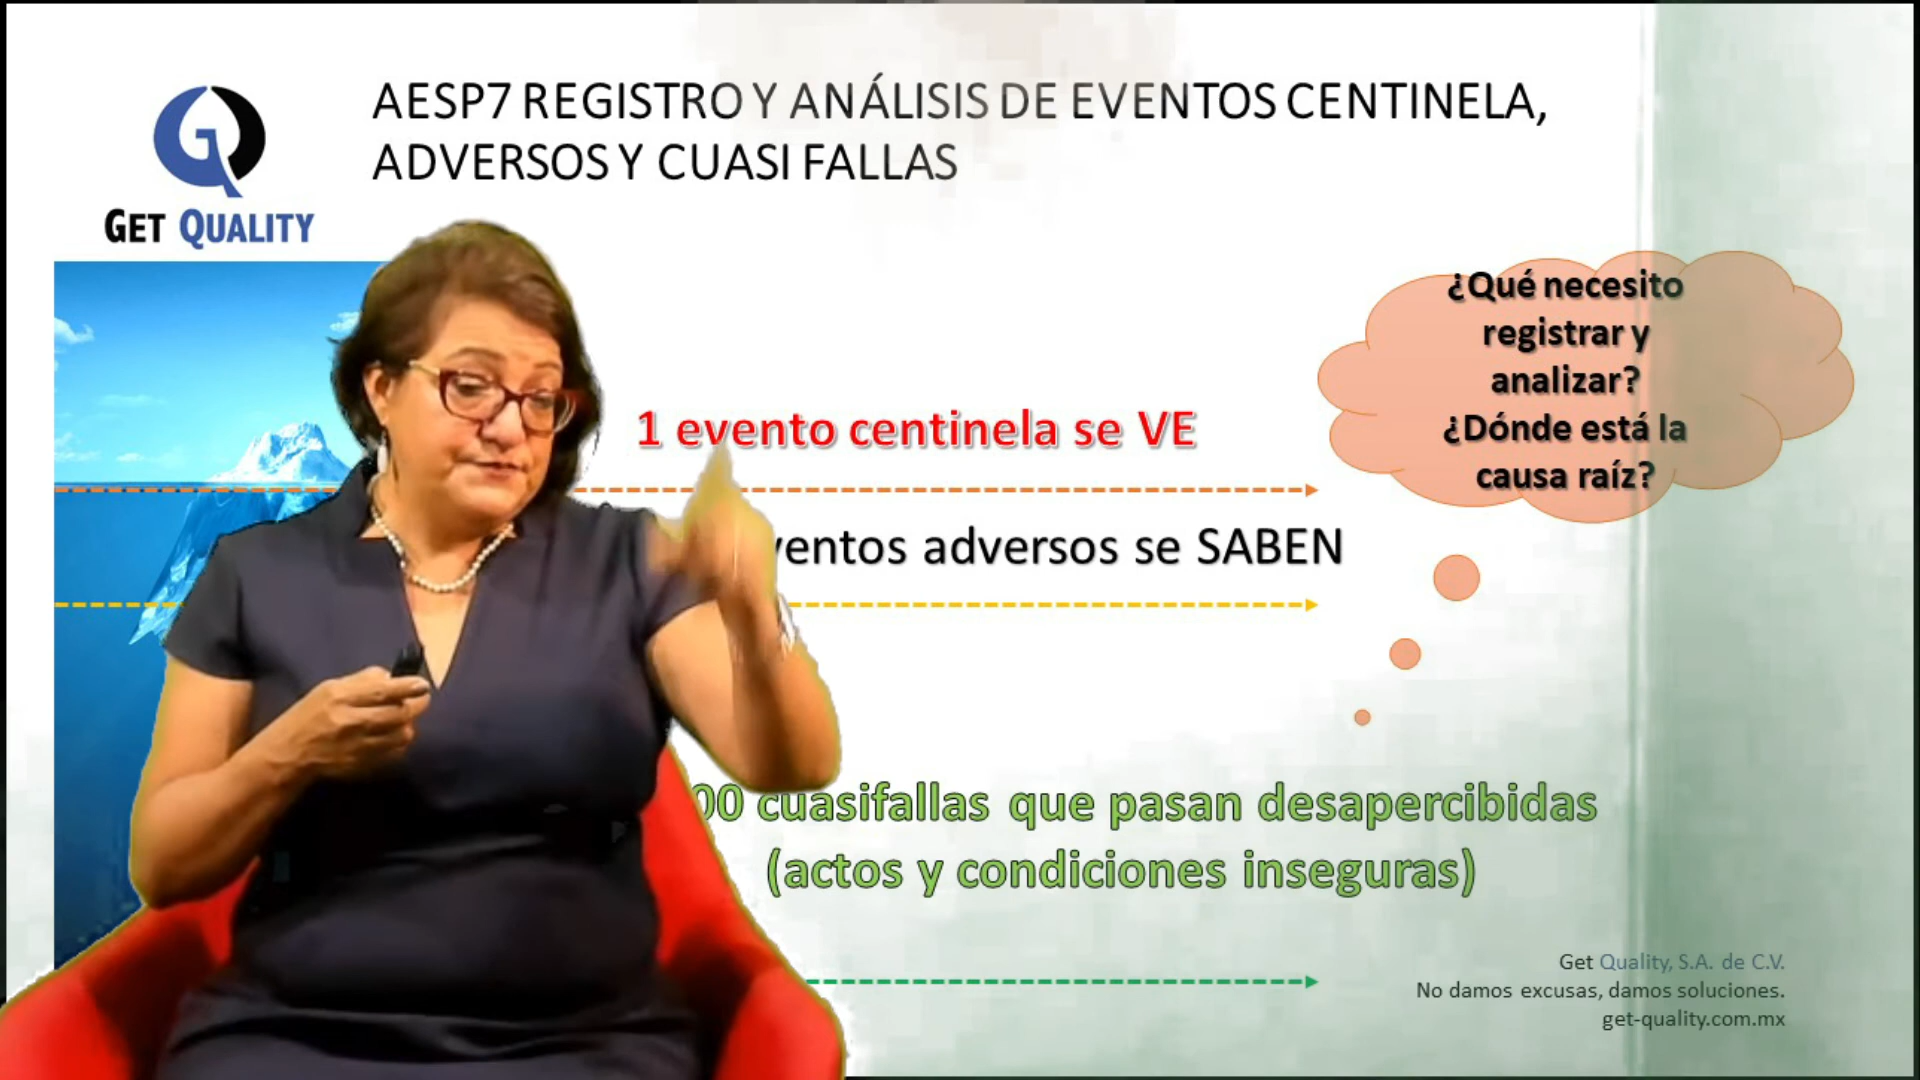 AESP7 REGISTRO Y ANÁLISIS DE EVENTOS CENTINELA,
ADVERSOS Y CUASI FALLAS
GET QUALITY
¿Qué necesito
registrar y
analizar?
¿Dónde está la
causa raíz?
1 evento centinela se VE
adversos se SABEN
cuasifallas que pasan desapercibidas
(actos y condiciones inseguras)
Get Quality, S.A. de C.V.
No damos excusas, damos soluciones.
get-quality.com.mx